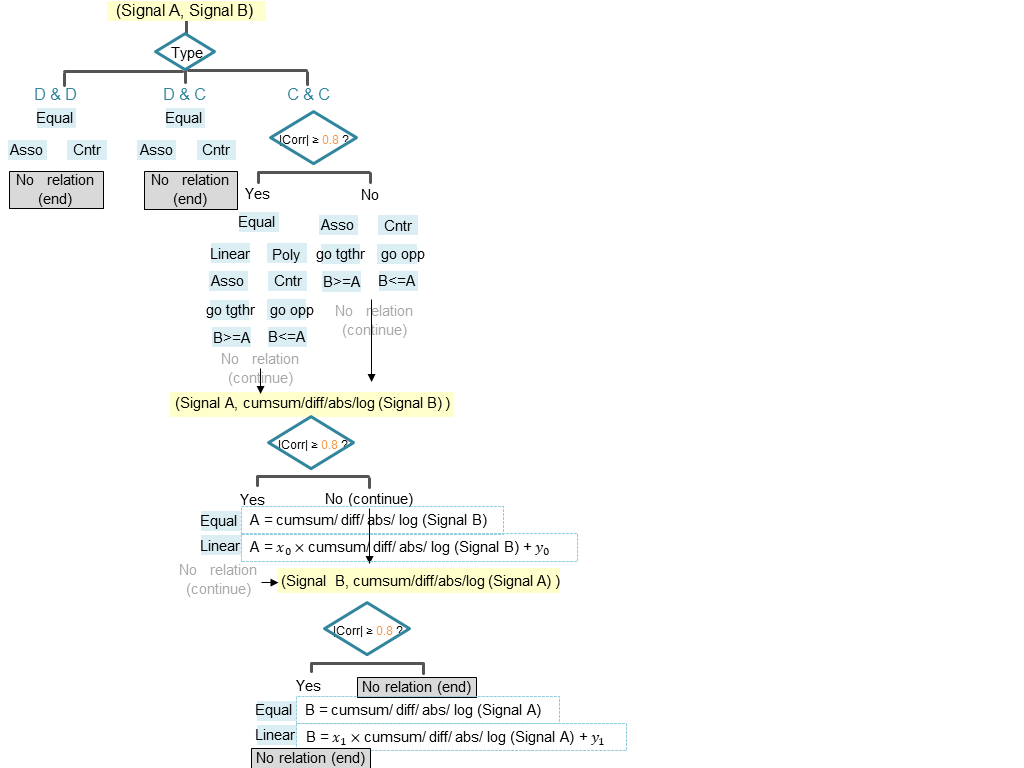 (Signal A, Signal B)
Type
D & D
D & C
C & C
Equal
Equal
|Corr| ≥ 0.8 ?
Asso
Cntr
Asso
Cntr
No relation
(end)
No relation
(end)
Yes
No
Equal
Asso
Cntr
Linear
Poly
go tgthr
go opp
Asso
Cntr
B>=A
B<=A
go tgthr
go opp
No relation
(continue)
B>=A
B<=A
No relation
(continue)
(Signal A, cumsum/diff/abs/log (Signal B) )
|Corr| ≥ 0.8 ?
Yes
No (continue)
Equal
A = cumsum/ diff/ abs/ log (Signal B)
Linear
A = x₀ × cumsum/ diff/ abs/ log (Signal B) + y₀
No relation
(continue)
(Signal B, cumsum/diff/abs/log (Signal A) )
|Corr| ≥ 0.8 ?
Yes
No relation (end)
Equal
B = cumsum/ diff/ abs/ log (Signal A)
Linear
B = x₁ × cumsum/ diff/ abs/ log (Signal A) + y₁
No relation (end)